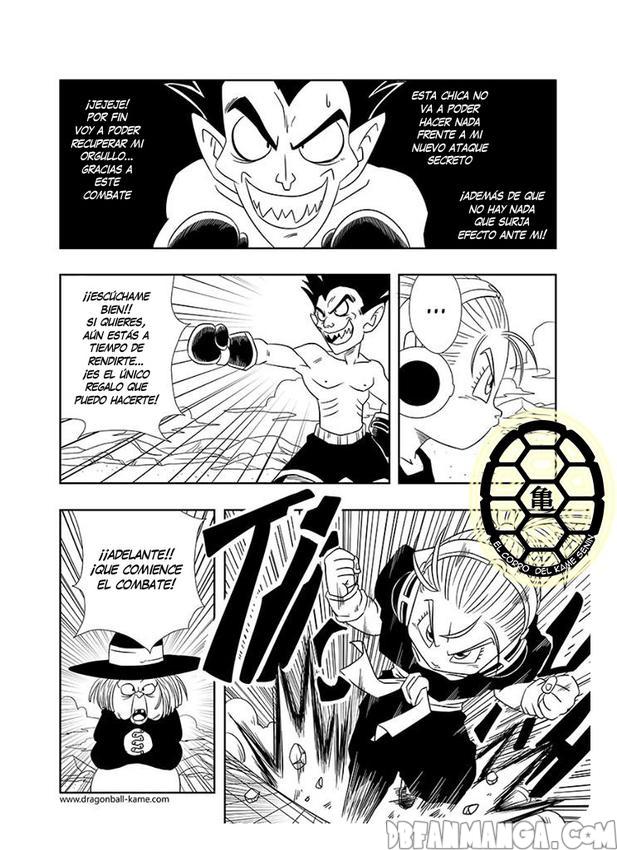 ¡JEJEJE!
POR FIN
VOY A PODER
RECUPERAR MI
ORGULLO...
GRACIAS A
ESTE
COMBATE
ESTA CHICA NO
VA A PODER
HACER NADA
FRENTE A MI
NUEVO ATAQUE
SECRETO
¡ADEMÁS DE QUE
NO HAY NADA
QUE SURJA
EFECTO ANTE MI!
¡¡ESCÚCHAME
BIEN!!
SI QUIERES,
AÚN ESTÁS A
TIEMPO DE
RENDIRTE...
¡ES EL ÚNICO
REGALO QUE
PUEDO HACERTE!
...
亀
EL CORRO DEL KAME SENIN
¡¡ADELANTE!!
¡QUE COMIENCE
EL COMBATE!
www.dragonball-kame.com
DBFANMANGA.COM